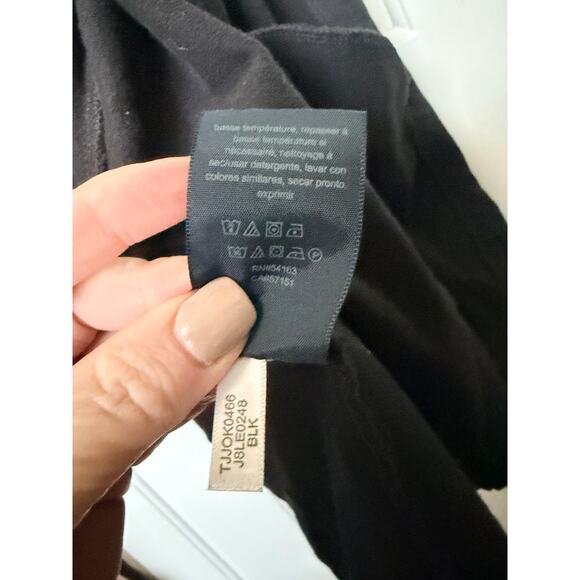 basse température, repasser à
basse température si
nécessaire, nettoyage à
sec/usar detergente, lavar con
colores similares, secar pronto.
exprimir
RN#54163
CA#57151
TJJOK0466
J8LE0248
BLK